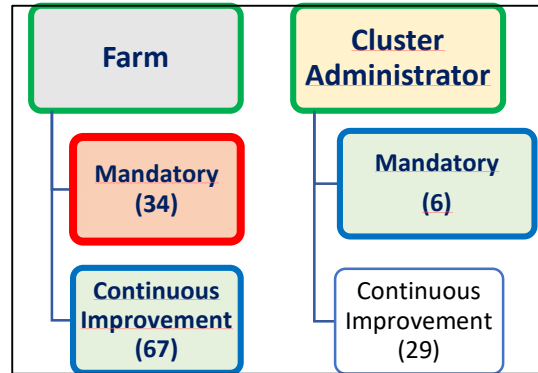 Farm
Mandatory
(34)
Continuous
Improvement
(67)
Cluster
Administrator
Mandatory
(6)
Continuous
Improvement
(29)